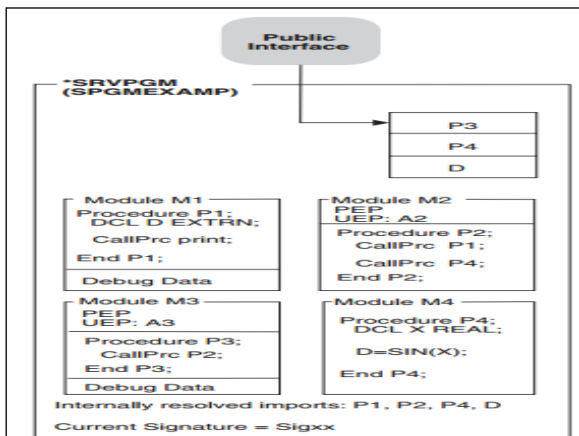 Public
Interface
*SRVPGM
(SPGMEXAMP)
P3
P4
D
Module M1
Procedure P1;
DCL D EXTRN;
CallPrc print;
End P1;
Debug Data
Module M2
PEP
UEP: A2
Procedure P2;
CallPrc P1;
CallPrc P4;
End P2;
Module M3
PEP
UEP: A3
Procedure P3;
CallPrc P2;
End P3;
Debug Data
Module M4
Procedure P4;
DCL X REAL;
D=SIN(X);
End P4;
Internally resolved imports: P1, P2, P4, D
Current Signature = Sigxx